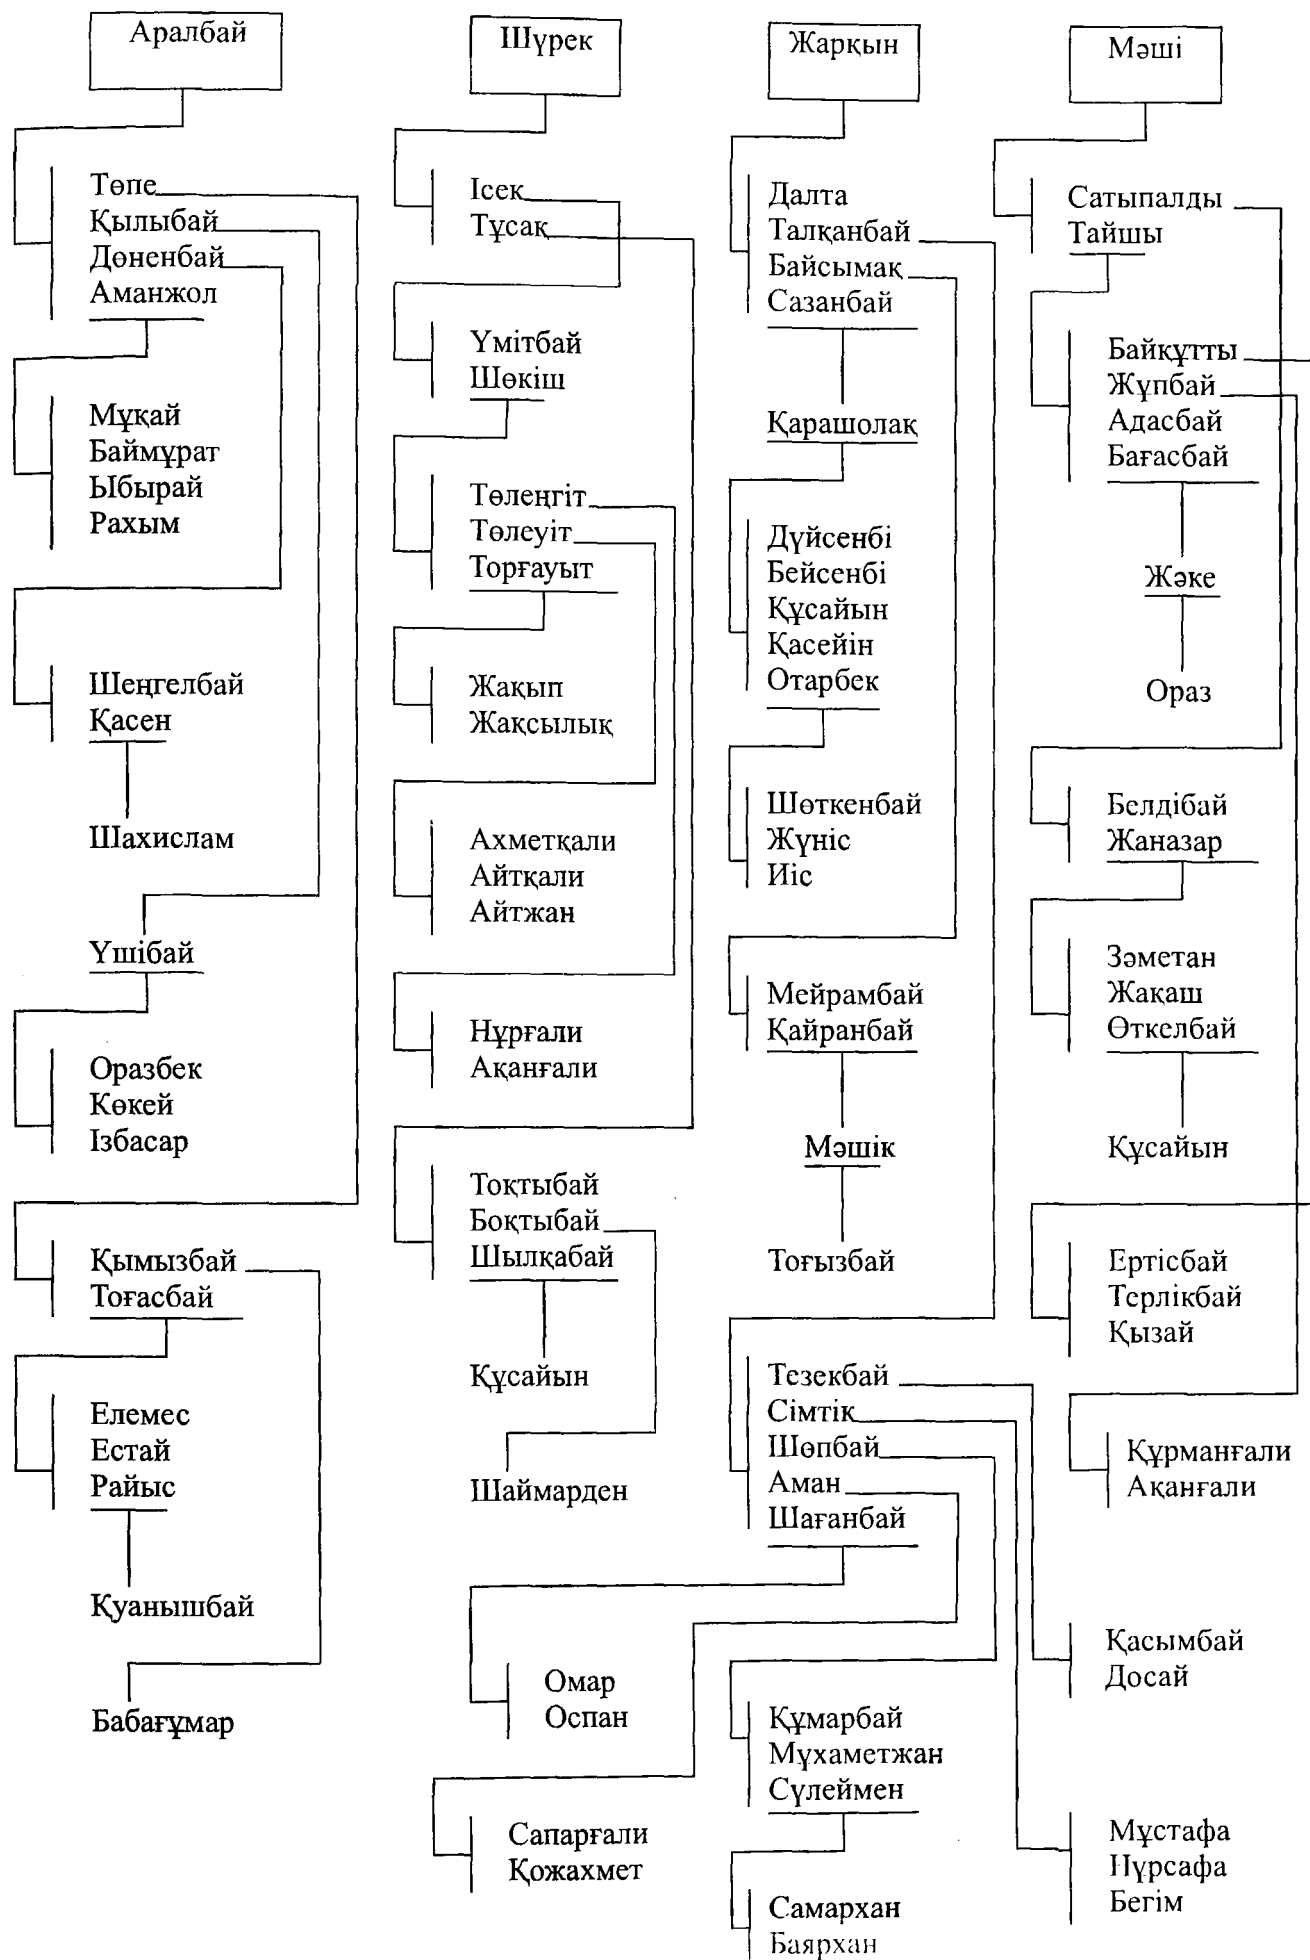 Аралбай
Төпе
Қылыбай
Дөненбай
Аманжол
Мұқай
Баймұрат
Ыбырай
Рахым
Шеңгелбай
Қасен
Шахислам
Үшібай
Оразбек
Көкей
Ізбасар
Қымызбай
Тоғасбай
Елемес
Естай
Райыс
Қуанышбай
Бабағұмар
Шүрек
Ісек
Тұсақ
Үмітбай
Шөкіш
Төлеңгіт
Төлеуіт
Торғауыт
Жақып
Жақсылық
Ахметқали
Айтқали
Айтжан
Нұрғали
Ақанғали
Тоқтыбай
Боқтыбай
Шылқабай
Құсайын
Шаймарден
Омар
Оспан
Сапарғали
Қожахмет
Жарқын
Далта
Талқанбай
Байсымақ
Сазанбай
Қарашолақ
Дүйсенбі
Бейсенбі
Құсайын
Қасейін
Отарбек
Шөткенбай
Жүніс
Иіс
Мейрамбай
Қайранбай
Мәшік
Тоғызбай
Тезекбай
Сімтік
Шөпбай
Аман
Шағанбай
Құмарбай
Мұхаметжан
Сүлеймен
Самархан
Баярхан
Мәші
Сатыпалды
Тайшы
Байқұтты
Жұпбай
Адасбай
Бағасбай
Жәке
Ораз
Белдібай
Жаназар
Зәметан
Жақаш
Өткелбай
Құсайын
Ертісбай
Терлікбай
Қызай
Құрманғали
Ақанғали
Қасымбай
Досай
Мұстафа
Нұрсафа
Бегім